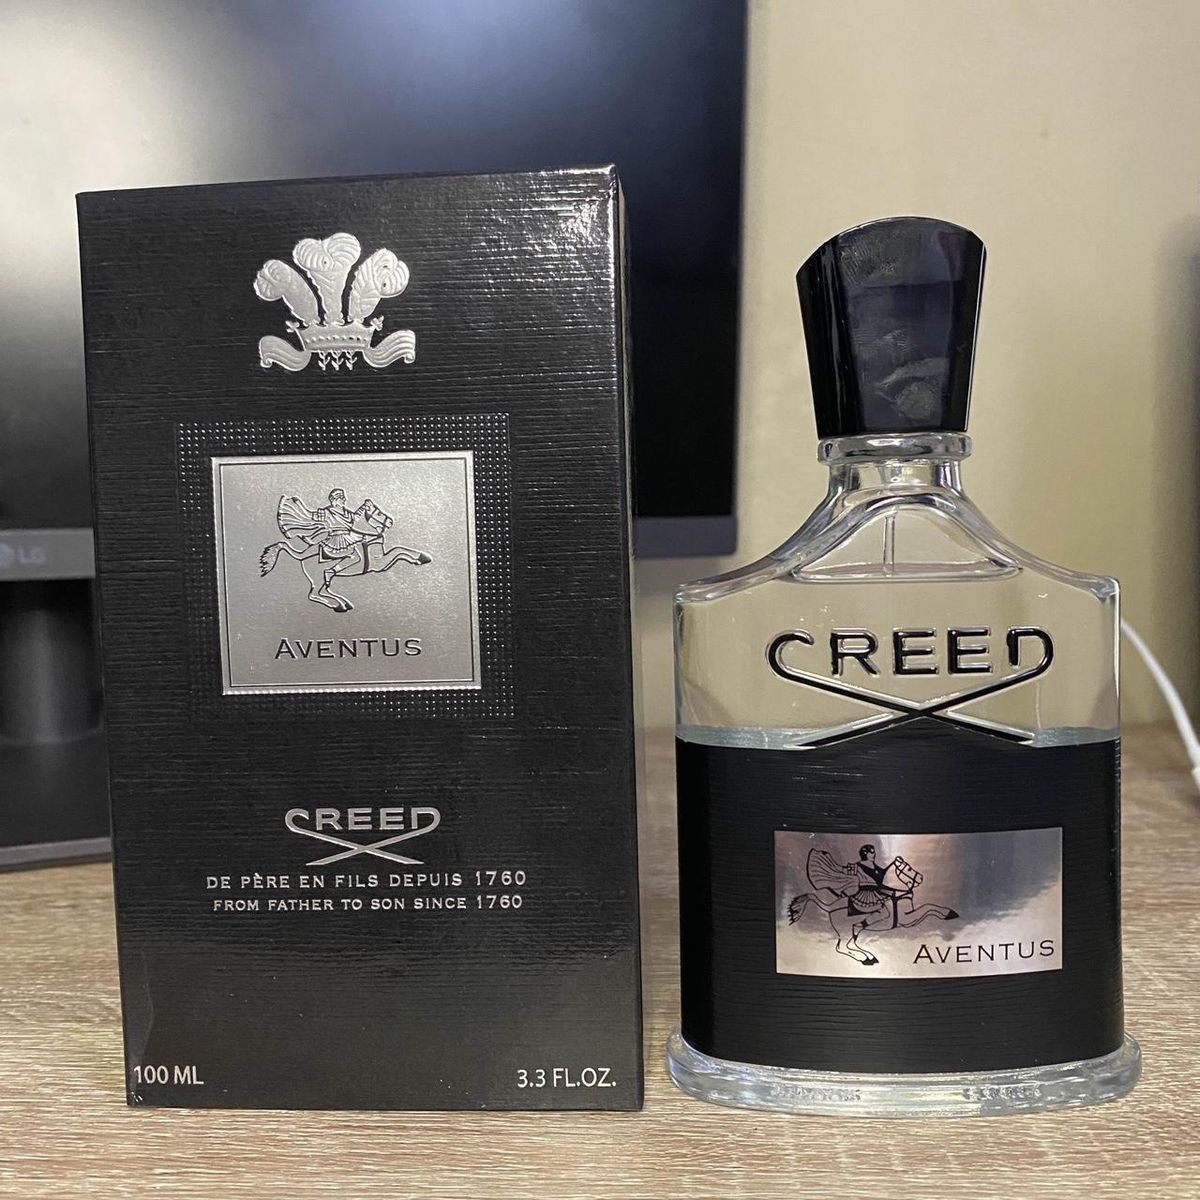 LG
AVENTUS
CREED
DE PÈRE EN FILS DEPUIS 1760
FROM FATHER TO SON SINCE 1760
100 ML
3.3 FL.OZ.
CREED
AVENTUS